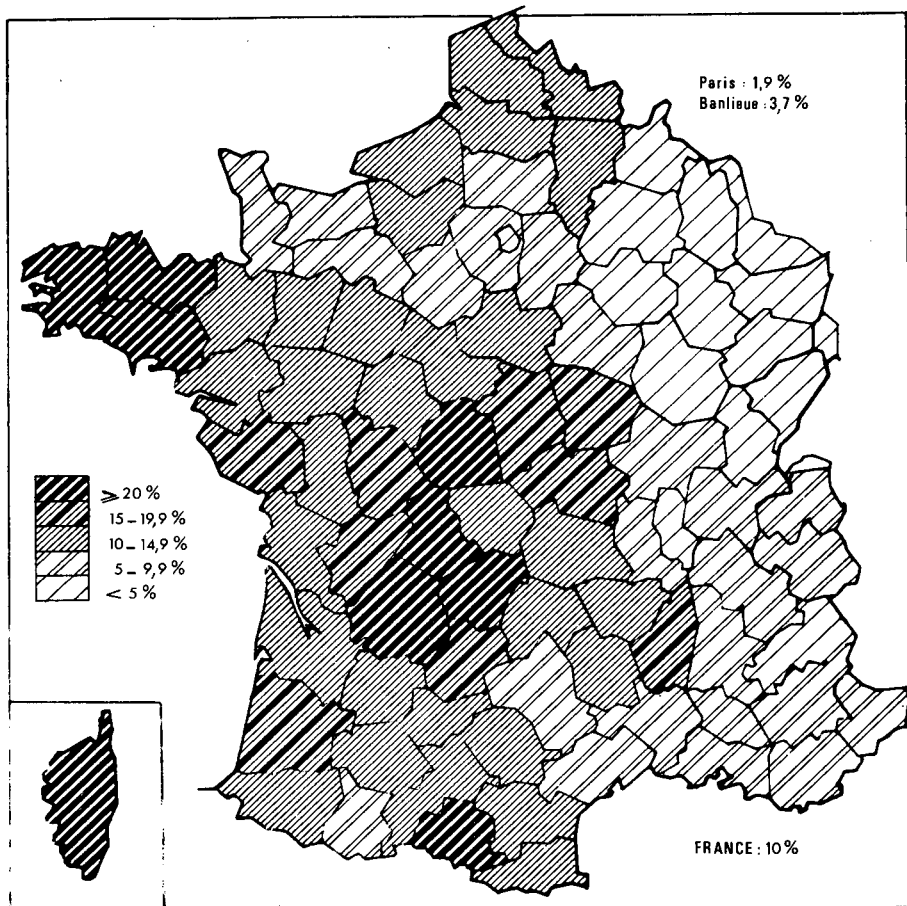 Paris : 1,9 %
Banlieue : 3,7 %
⩾ 20 %
15 – 19,9 %
10 – 14,9 %
5 – 9,9 %
< 5 %
FRANCE : 10 %